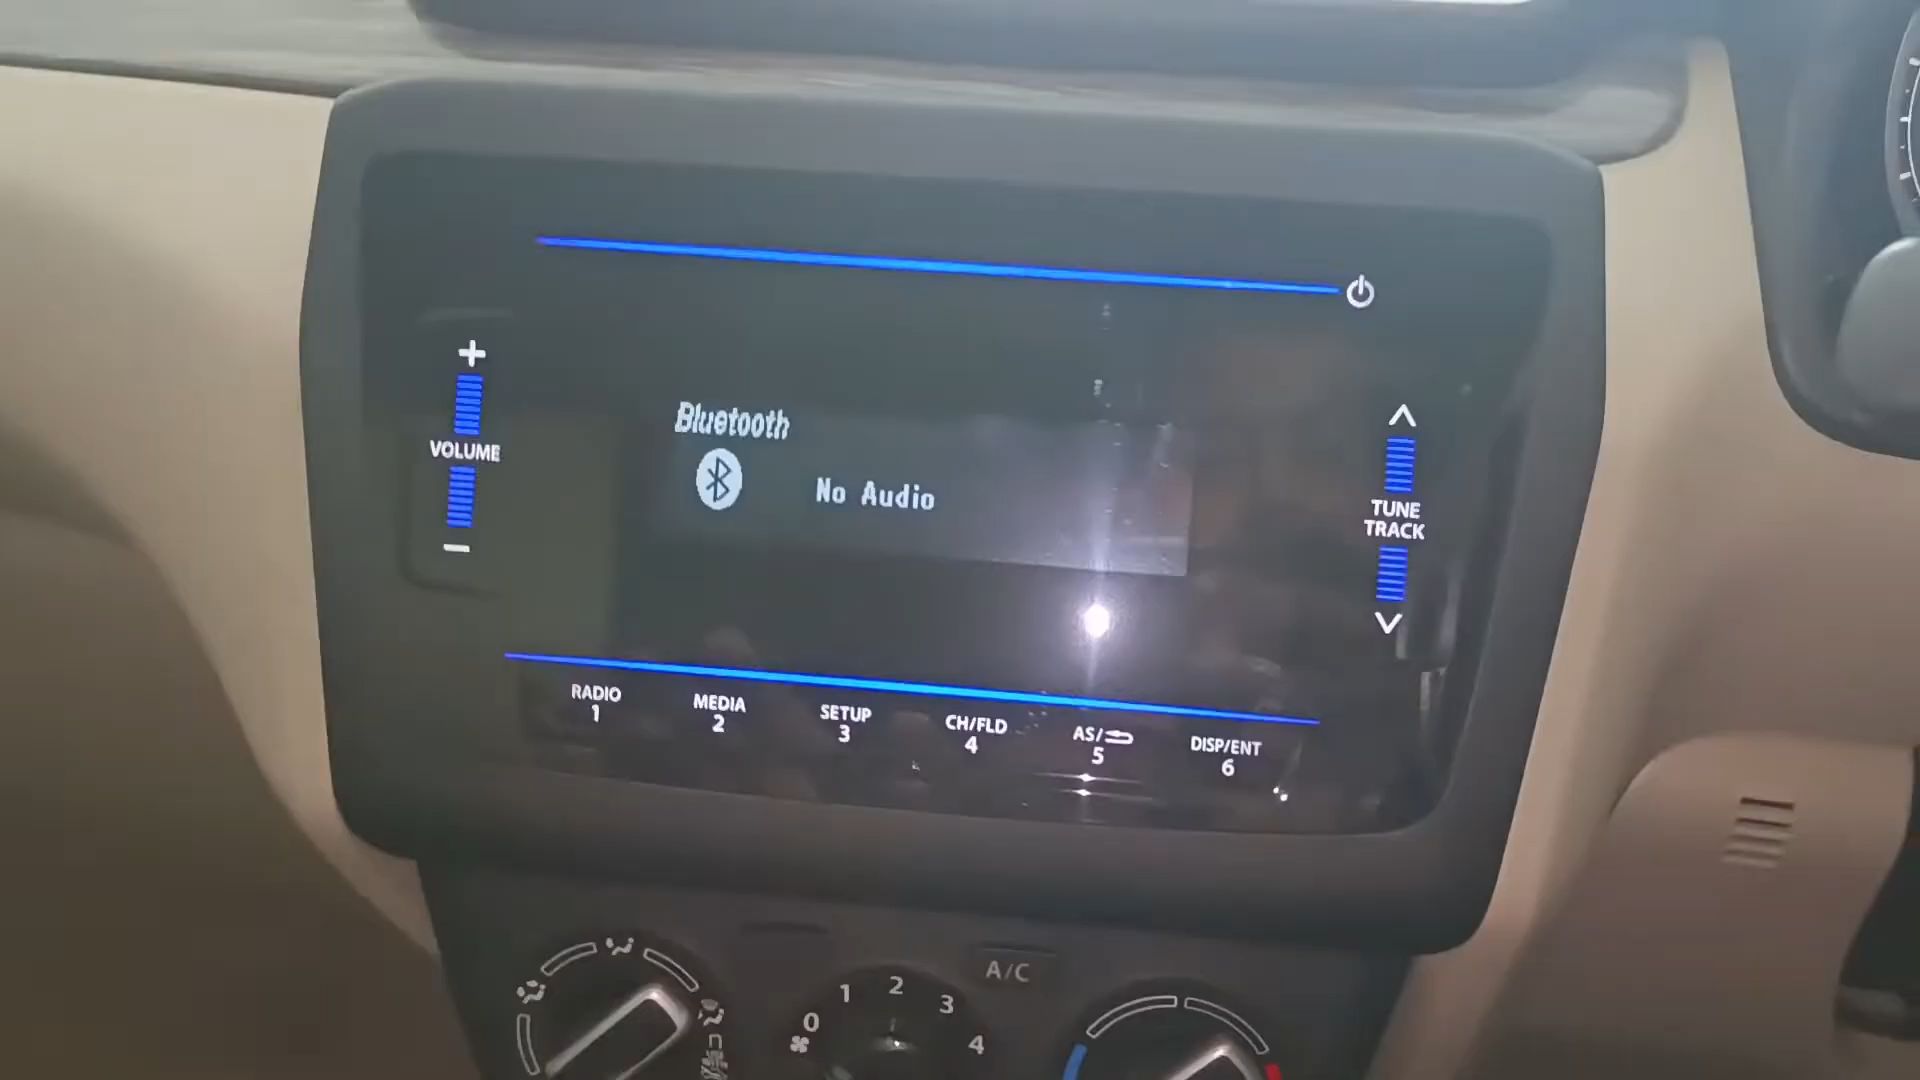 +
VOLUME
−
Bluetooth
No Audio
TUNE
TRACK
RADIO
1
MEDIA
2
SETUP
3
CH/FLD
4
AS/
5
DISP/ENT
6
A/C
0 1 2 3 4